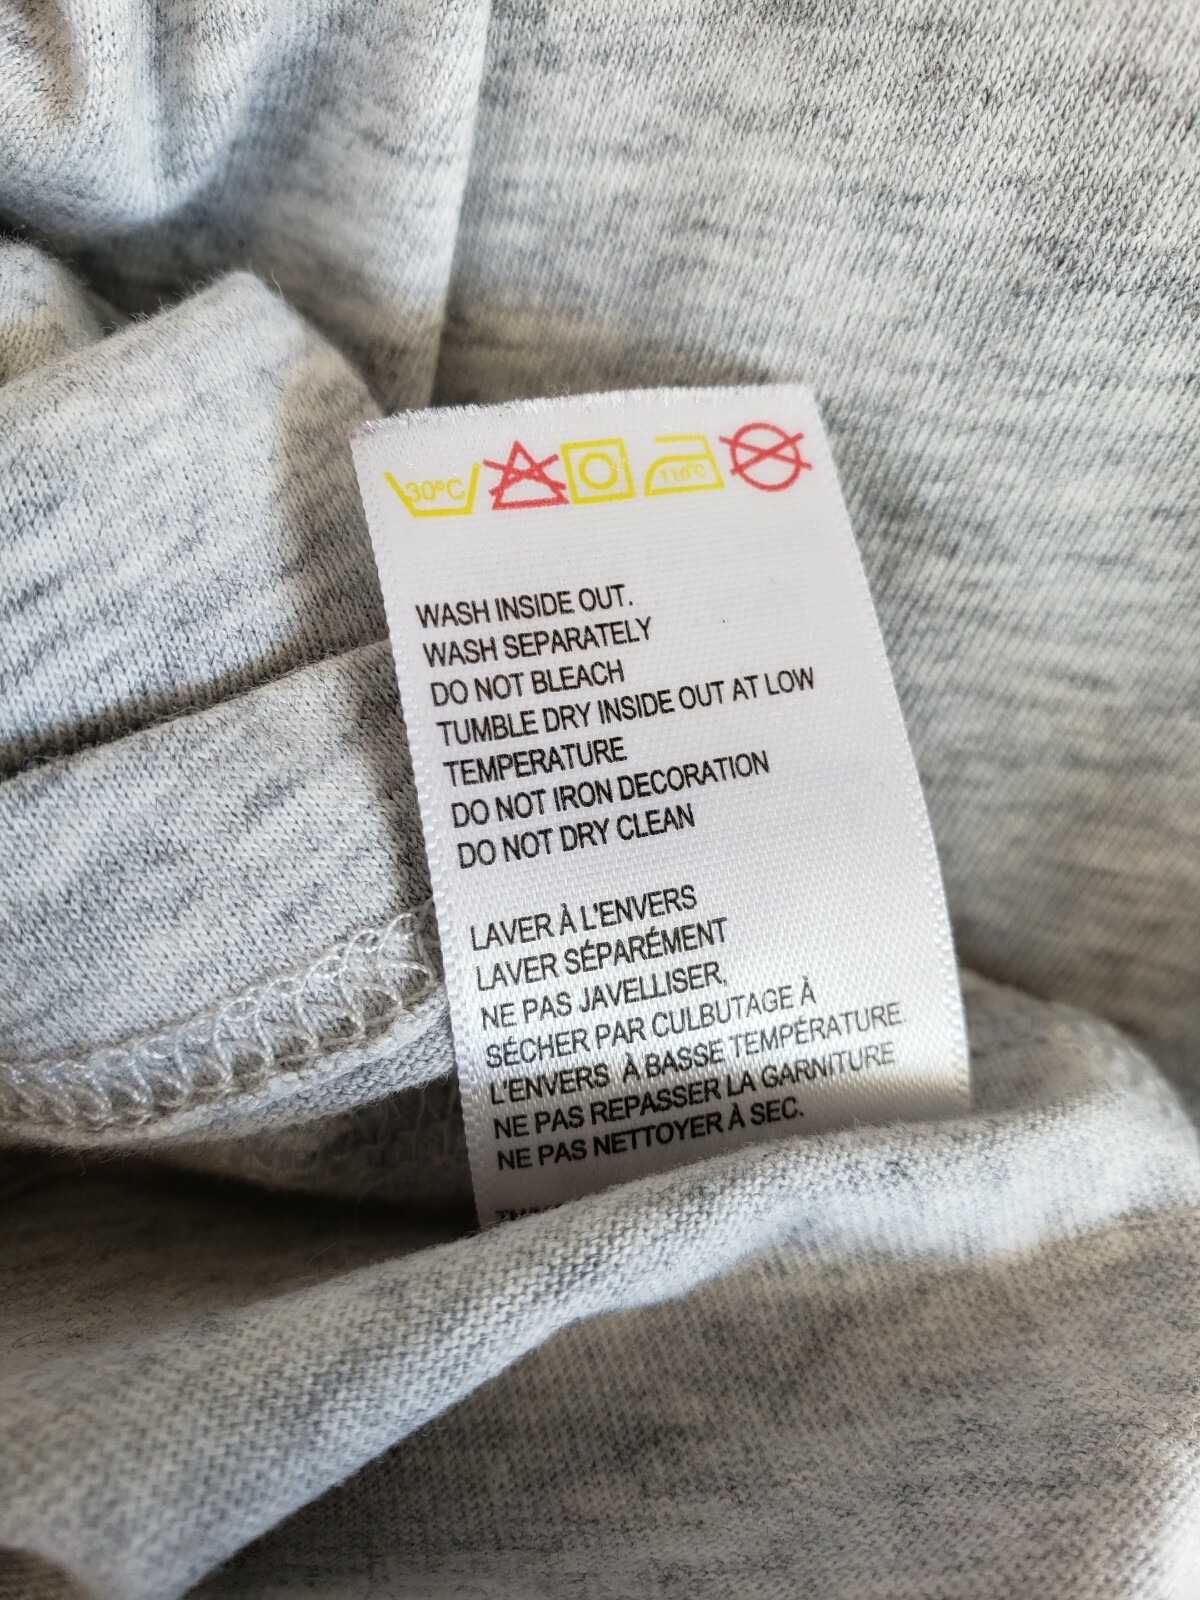 30°C 110°C
WASH INSIDE OUT.
WASH SEPARATELY
DO NOT BLEACH
TUMBLE DRY INSIDE OUT AT LOW
TEMPERATURE
DO NOT IRON DECORATION
DO NOT DRY CLEAN
LAVER À L'ENVERS
LAVER SÉPARÉMENT
NE PAS JAVELLISER,
SÉCHER PAR CULBUTAGE À
L'ENVERS À BASSE TEMPÉRATURE
NE PAS REPASSER LA GARNITURE
NE PAS NETTOYER À SEC.